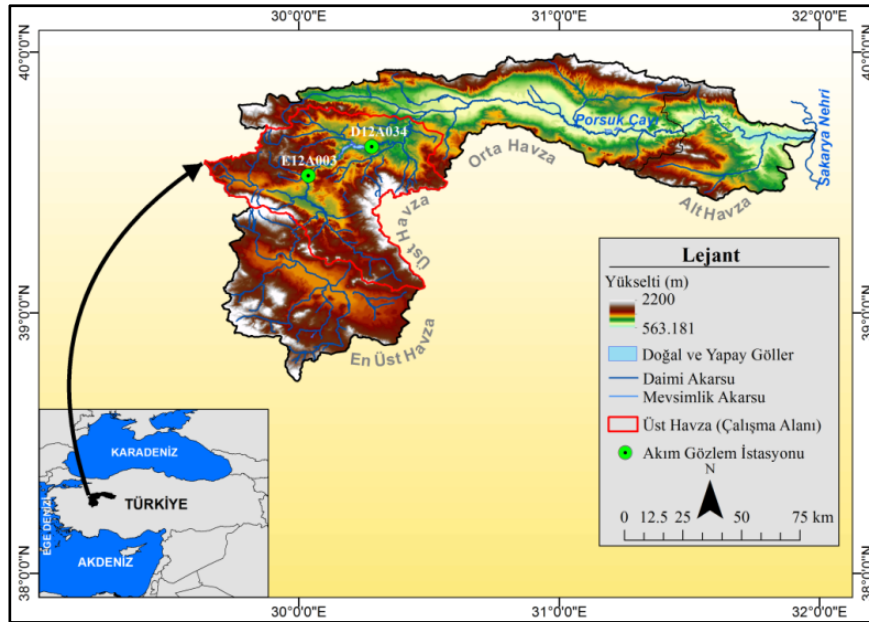 30°0'0"E
31°0'0"E
32°0'0"E
40°0'0"N
40°0'0"N
D12A034
E12A003
Porsuk Çayı
Sakarya Nehri
Orta Havza
Alt Havza
Üst Havza
En Üst Havza
39°0'0"N
39°0'0"N
Lejant
Yükselti (m)
2200
563.181
Doğal ve Yapay Göller
Daimi Akarsu
Mevsimlik Akarsu
Üst Havza (Çalışma Alanı)
Akım Gözlem İstasyonu
N
0 12.5 25 50 75 km
KARADENİZ
TÜRKİYE
EGE DENİZİ
AKDENİZ
38°0'0"N
38°0'0"N
30°0'0"E
31°0'0"E
32°0'0"E